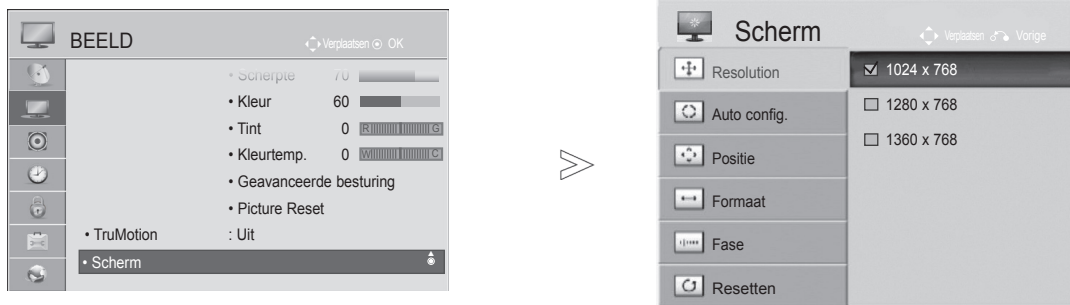 BEELD
Verplaatsen OK
• Scherpte 70
• Kleur 60
• Tint 0 R G
• Kleurtemp. 0 W C
• Geavanceerde besturing
• Picture Reset
• TruMotion : Uit
• Scherm
Scherm
Verplaatsen Vorige
Resolution
Auto config.
Positie
Formaat
Fase
Resetten
1024 x 768
1280 x 768
1360 x 768